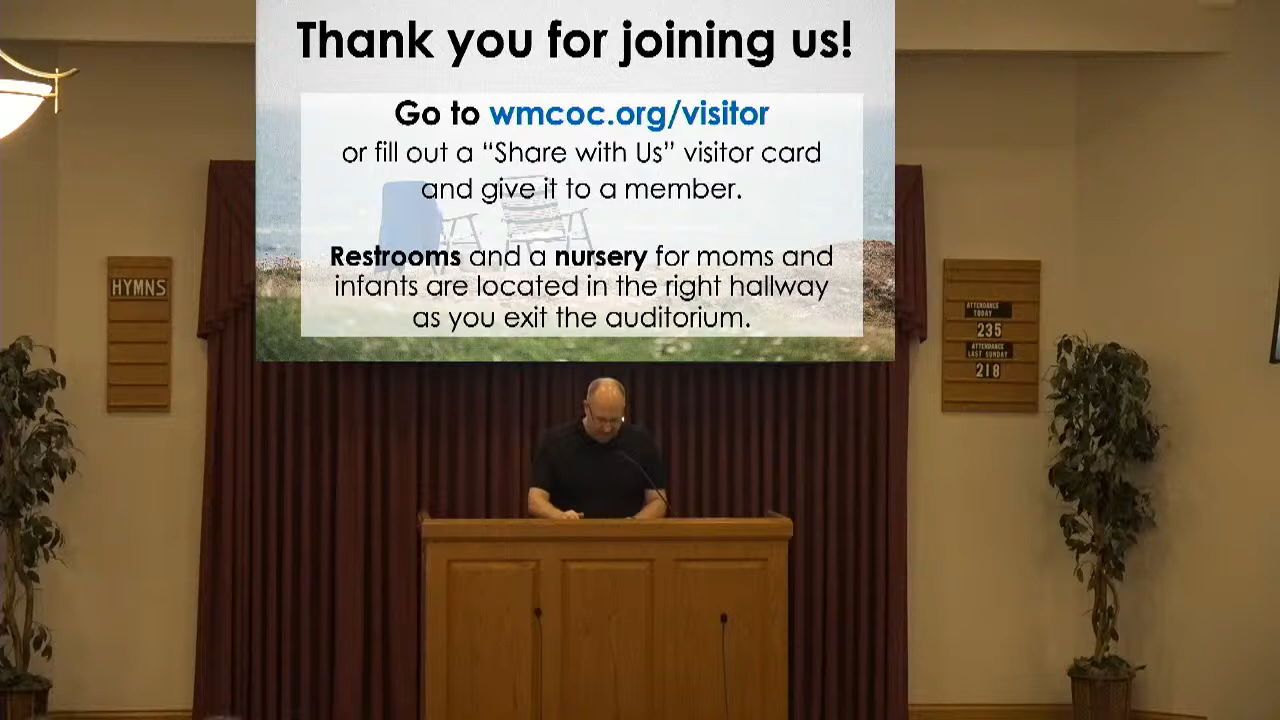 Thank you for joining us!
Go to wmcoc.org/visitor
or fill out a “Share with Us” visitor card
and give it to a member.
Restrooms and a nursery for moms and
infants are located in the right hallway
as you exit the auditorium.
HYMNS
ATTENDANCE
TODAY
235
ATTENDANCE
LAST SUNDAY
218